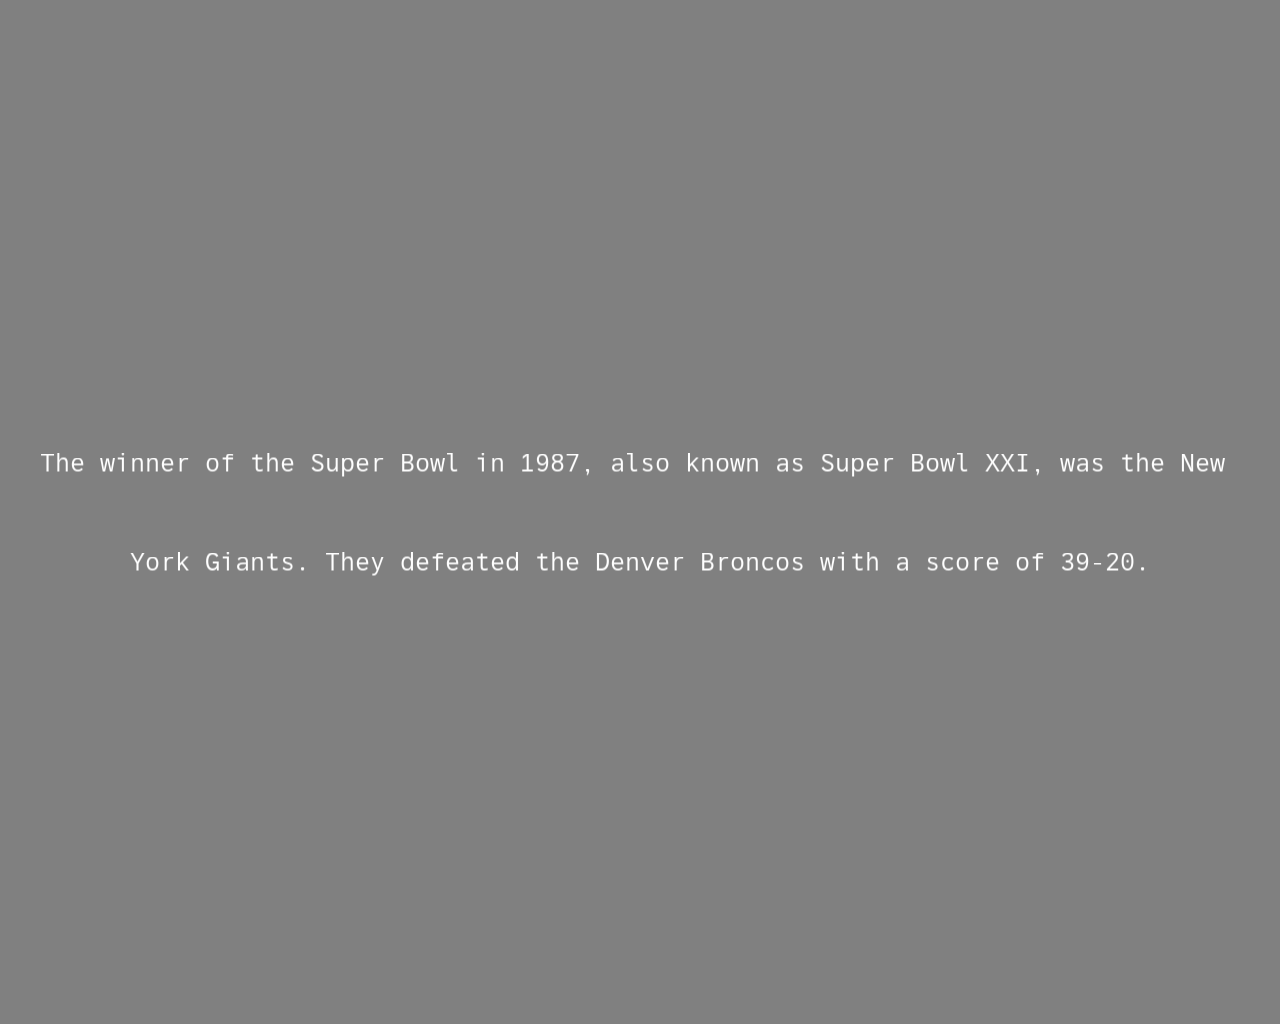 The winner of the Super Bowl in 1987, also known as Super Bowl XXI, was the New
York Giants. They defeated the Denver Broncos with a score of 39-20.